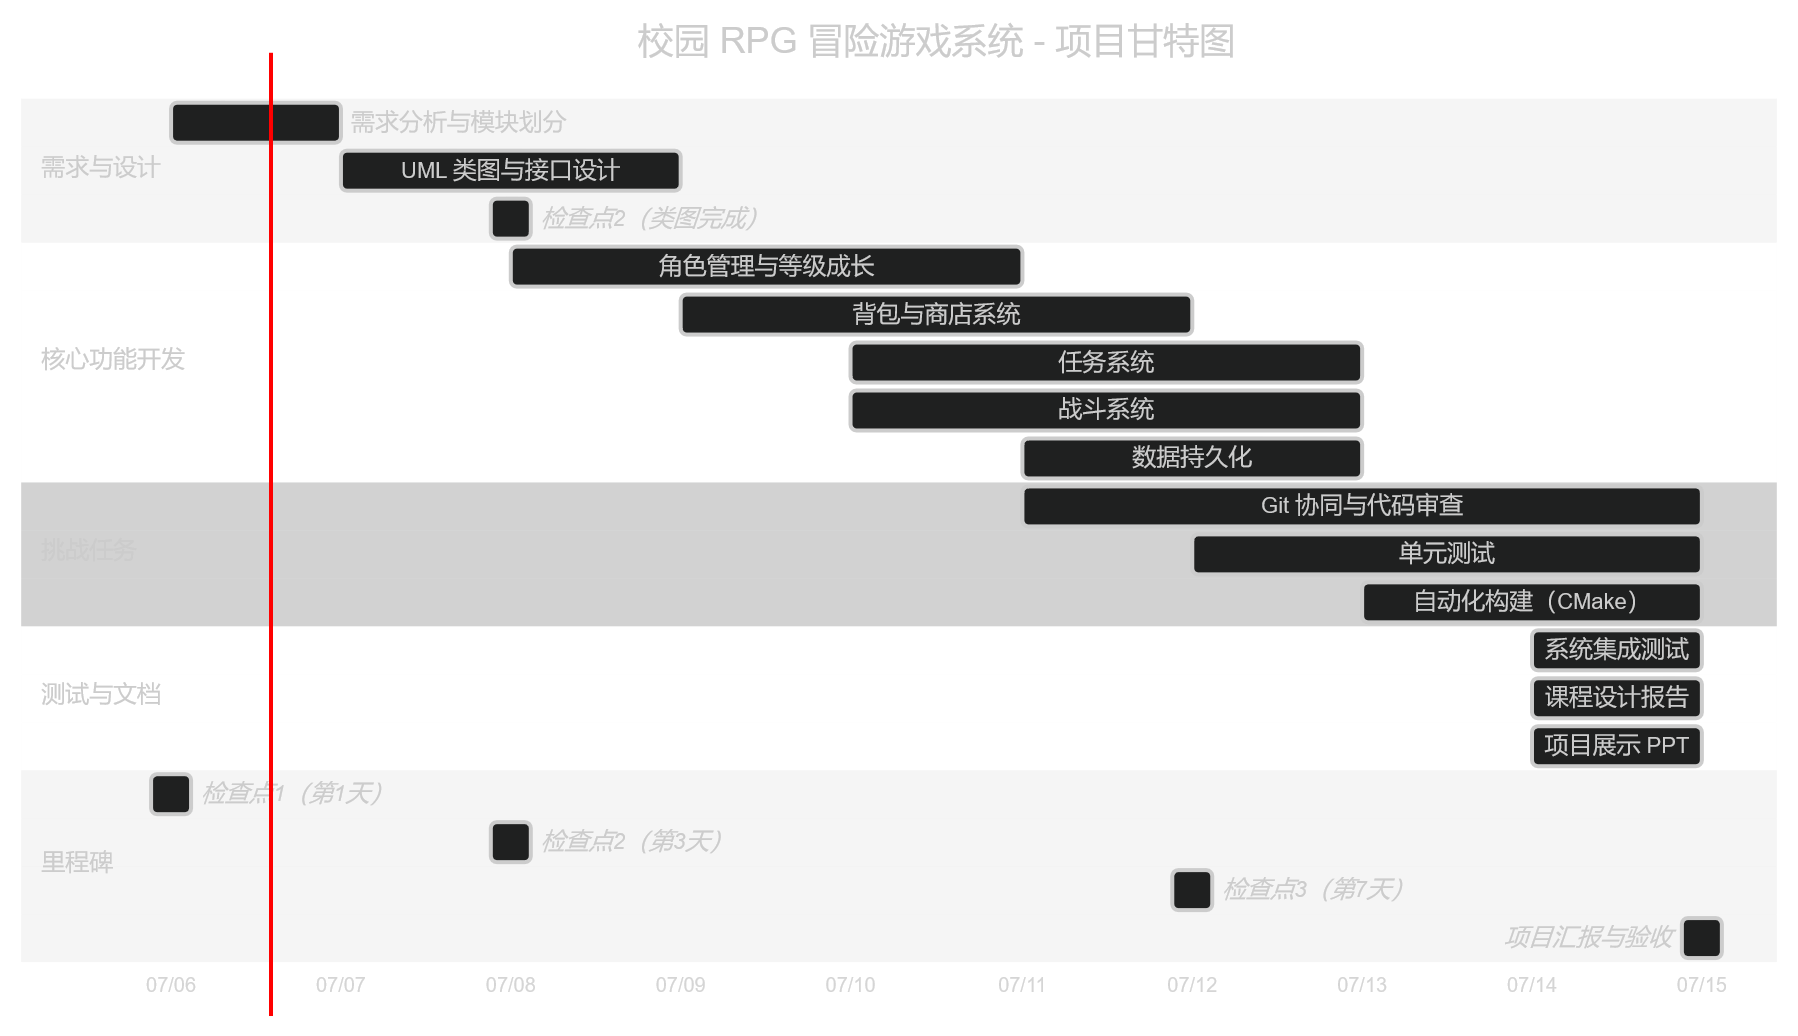 校园 RPG 冒险游戏系统 - 项目甘特图
需求与设计
需求分析与模块划分
UML 类图与接口设计
检查点2（类图完成）
核心功能开发
角色管理与等级成长
背包与商店系统
任务系统
战斗系统
数据持久化
挑战任务
Git 协同与代码审查
单元测试
自动化构建（CMake）
测试与文档
系统集成测试
课程设计报告
项目展示 PPT
里程碑
检查点1（第1天）
检查点2（第3天）
检查点3（第7天）
项目汇报与验收
07/06 07/07 07/08 07/09 07/10 07/11 07/12 07/13 07/14 07/15